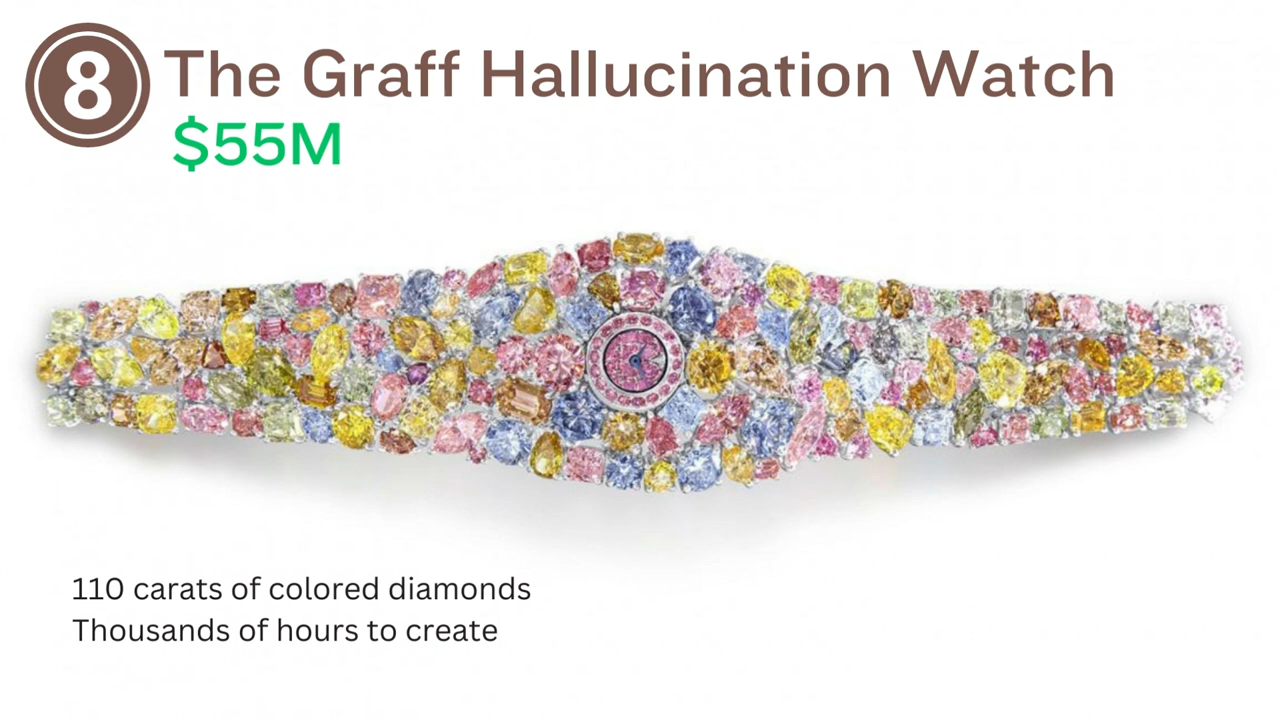 8
The Graff Hallucination Watch
$55M
110 carats of colored diamonds
Thousands of hours to create